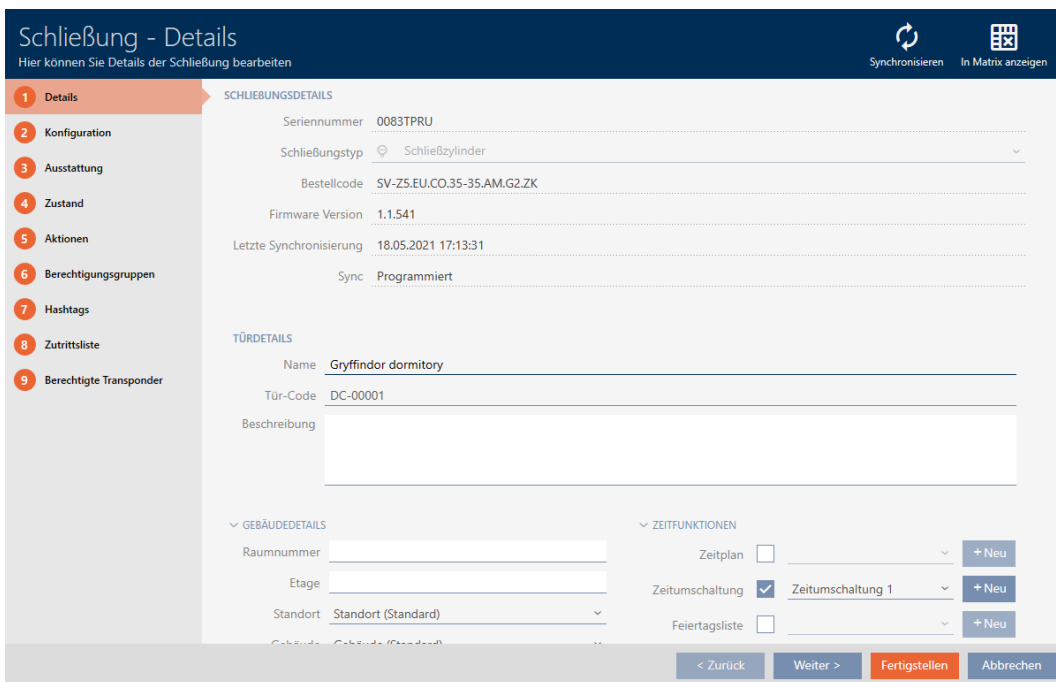 Schließung - Details
Hier können Sie Details der Schließung bearbeiten
Synchronisieren
In Matrix anzeigen
1 Details
2 Konfiguration
3 Ausstattung
4 Zustand
5 Aktionen
6 Berechtigungsgruppen
7 Hashtags
8 Zutrittsliste
9 Berechtigte Transponder
SCHLIEßUNGSDETAILS
Seriennummer 0083TPRU
Schließungstyp Schließzylinder
Bestellcode SV-Z5.EU.CO.35-35.AM.G2.ZK
Firmware Version 1.1.541
Letzte Synchronisierung 18.05.2021 17:13:31
Sync Programmiert
TÜRDETAILS
Name Gryffindor dormitory
Tür-Code DC-00001
Beschreibung
GEBÄUDEDETAILS
Raumnummer
Etage
Standort Standort (Standard)
Gebäude Gebäude (Standard)
ZEITFUNKTIONEN
Zeitplan + Neu
Zeitumschaltung Zeitumschaltung 1 + Neu
Feiertagsliste + Neu
< Zurück Weiter > Fertigstellen Abbrechen